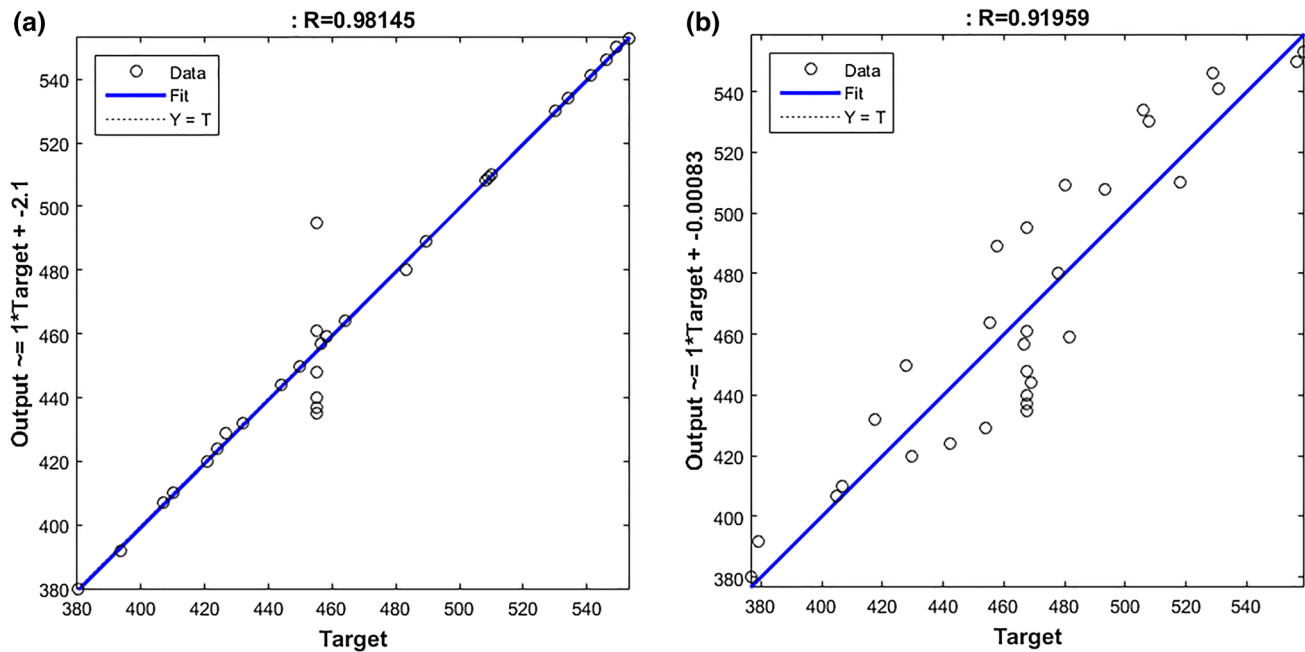 (a)
: R=0.98145
Data
Fit
Y = T
Output ~= 1*Target + -2.1
540
520
500
480
460
440
420
400
380
380 400 420 440 460 480 500 520 540
Target
(b)
: R=0.91959
Data
Fit
Y = T
Output ~= 1*Target + -0.00083
540
520
500
480
460
440
420
400
380
380 400 420 440 460 480 500 520 540
Target